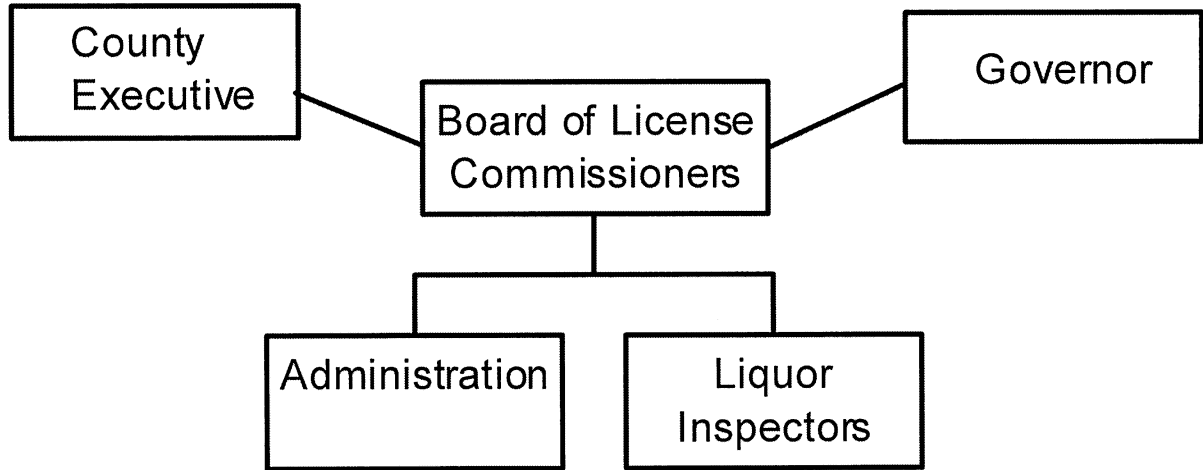 County
Executive
Governor
Board of License
Commissioners
Administration
Liquor
Inspectors